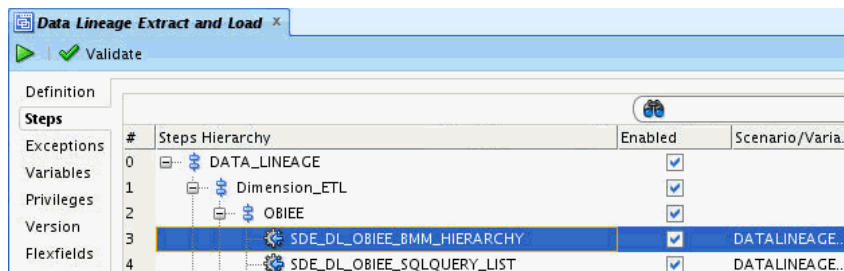 Data Lineage Extract and Load x
Validate
Definition
Steps
Exceptions
Variables
Privileges
Version
Flexfields
# Steps Hierarchy Enabled Scenario/Varia..
0 DATA_LINEAGE
1 Dimension_ETL
2 OBIEE
3 SDE_DL_OBIEE_BMM_HIERARCHY DATALINEAGE..
4 SDE_DL_OBIEE_SQLQUERY_LIST DATALINEAGE..